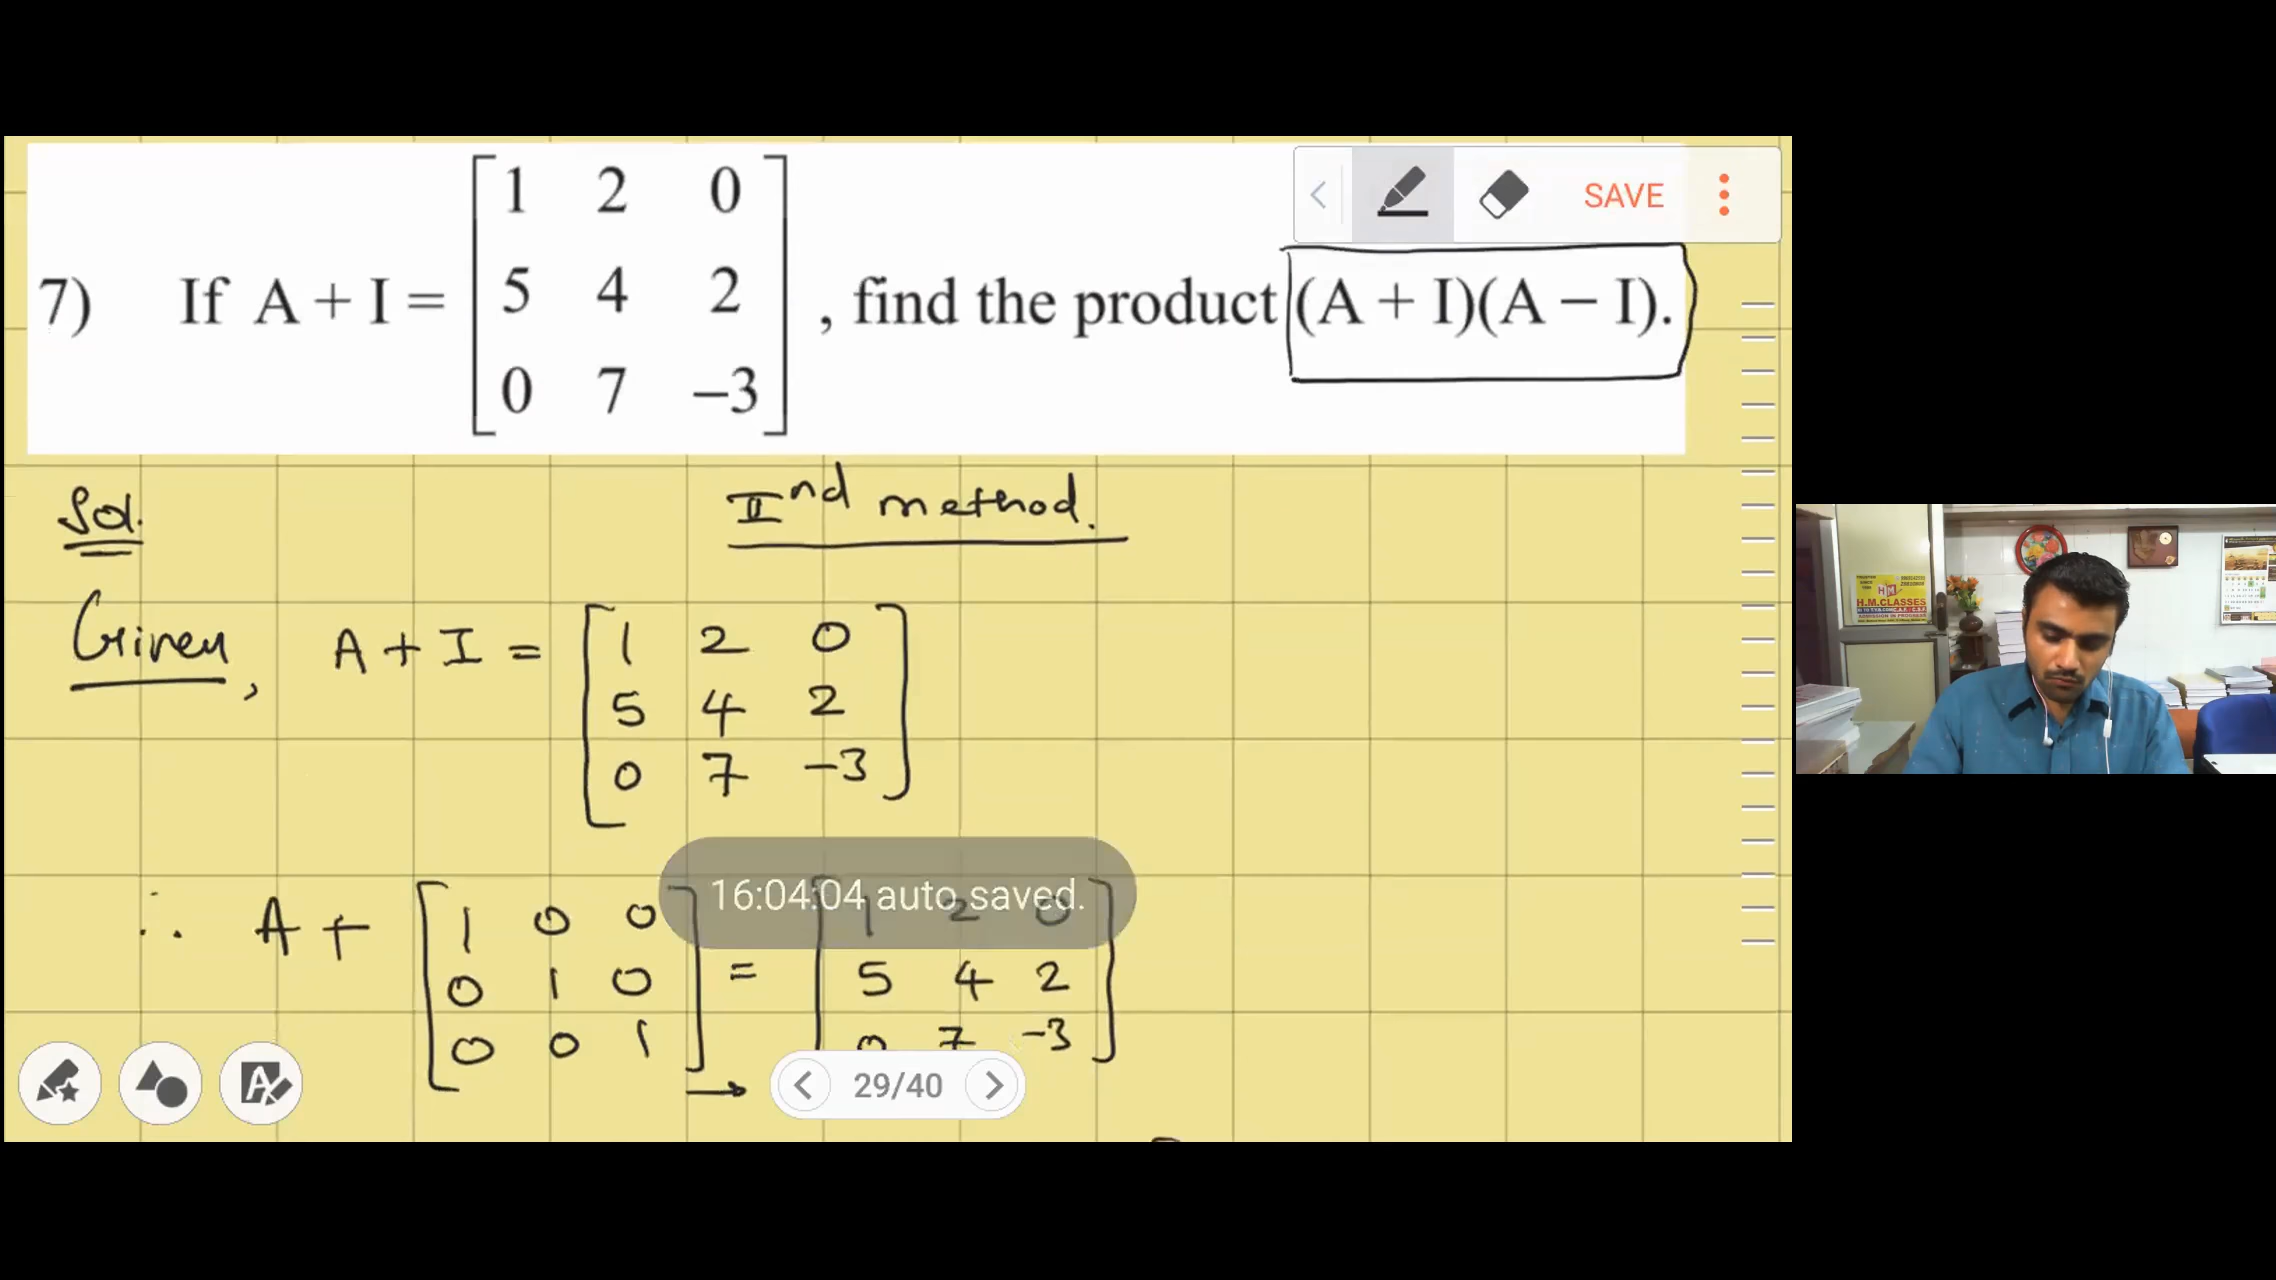 7) If A + I = [1 2 0
5 4 2
0 7 −3] , find the product (A + I)(A − I).
SAVE
Sol.
IInd method.
Given, A + I = [1 2 0
5 4 2
0 7 -3]
∴ A + [1 0 0
0 1 0
0 0 1] = [1 2 0
5 4 2
0 7 -3]
→
16:04:04 auto saved.
29/40
H.M.CLASSES